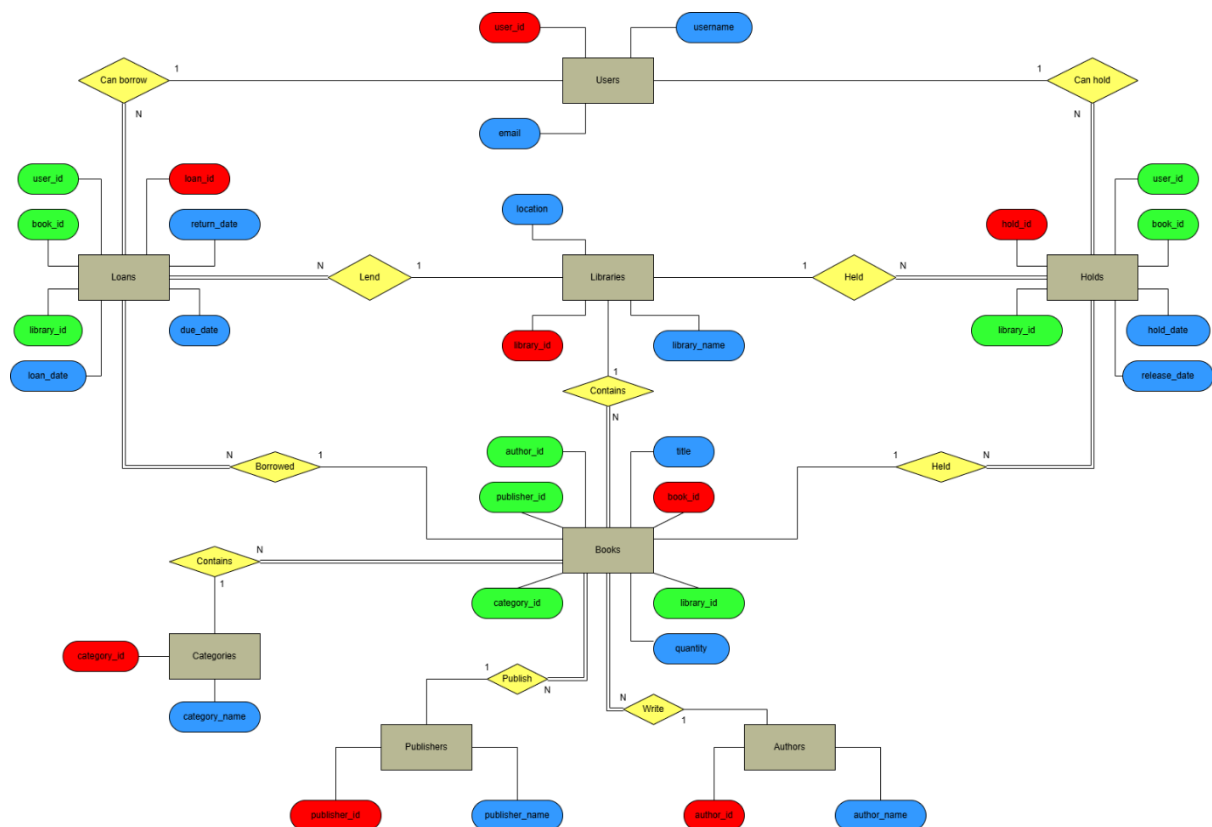 user_id
username
Can borrow
1
Users
1
Can hold
N
N
email
user_id
loan_id
user_id
location
book_id
return_date
hold_id
book_id
Loans
N
Lend
1
Libraries
1
Held
N
Holds
library_id
due_date
library_id
hold_date
library_id
library_name
loan_date
release_date
1
Contains
N
author_id
title
N
Borrowed
1
1
Held
N
publisher_id
book_id
Contains
N
Books
1
category_id
library_id
category_id
Categories
quantity
1
Publish
N
N
Write
1
category_name
Publishers
Authors
publisher_id
publisher_name
author_id
author_name